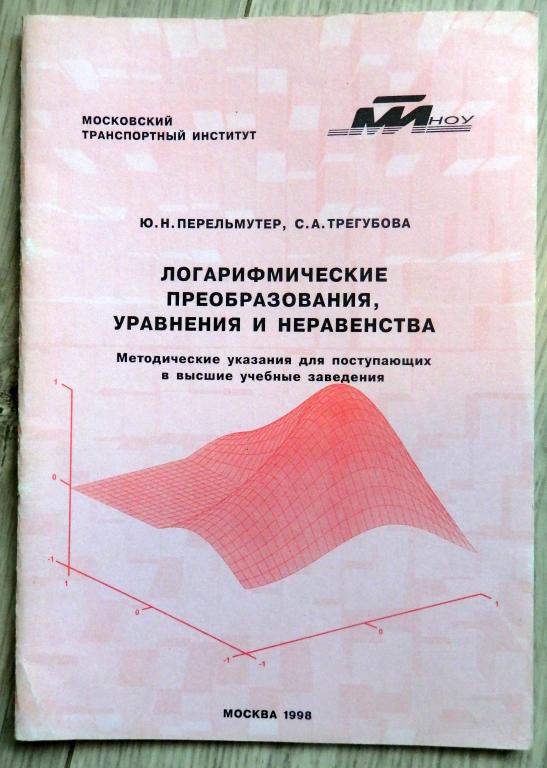 МОСКОВСКИЙ
ТРАНСПОРТНЫЙ ИНСТИТУТ
МТИ НОУ
Ю.Н.ПЕРЕЛЬМУТЕР, С.А.ТРЕГУБОВА
ЛОГАРИФМИЧЕСКИЕ
ПРЕОБРАЗОВАНИЯ,
УРАВНЕНИЯ И НЕРАВЕНСТВА
Методические указания для поступающих
в высшие учебные заведения
1
0
-1
1
0
-1
-1
0
1
МОСКВА 1998